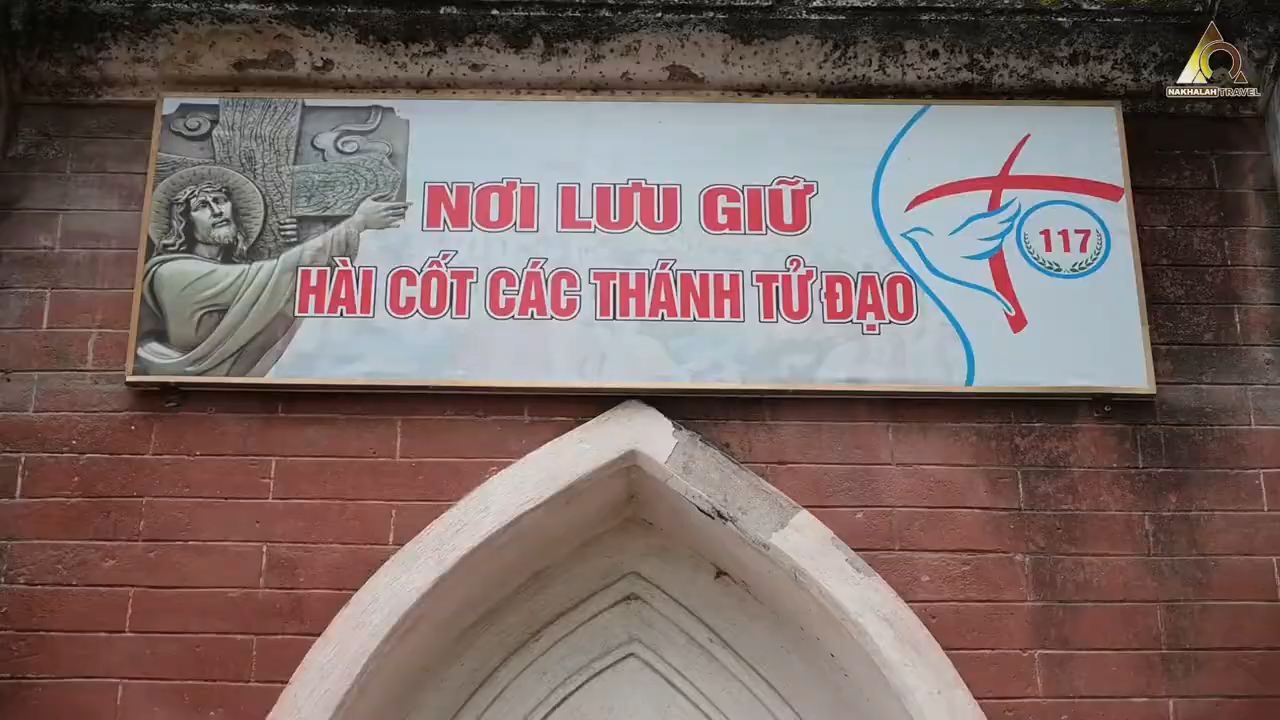 NAKHALAH TRAVEL
NƠI LƯU GIỮ
HÀI CỐT CÁC THÁNH TỬ ĐẠO
117